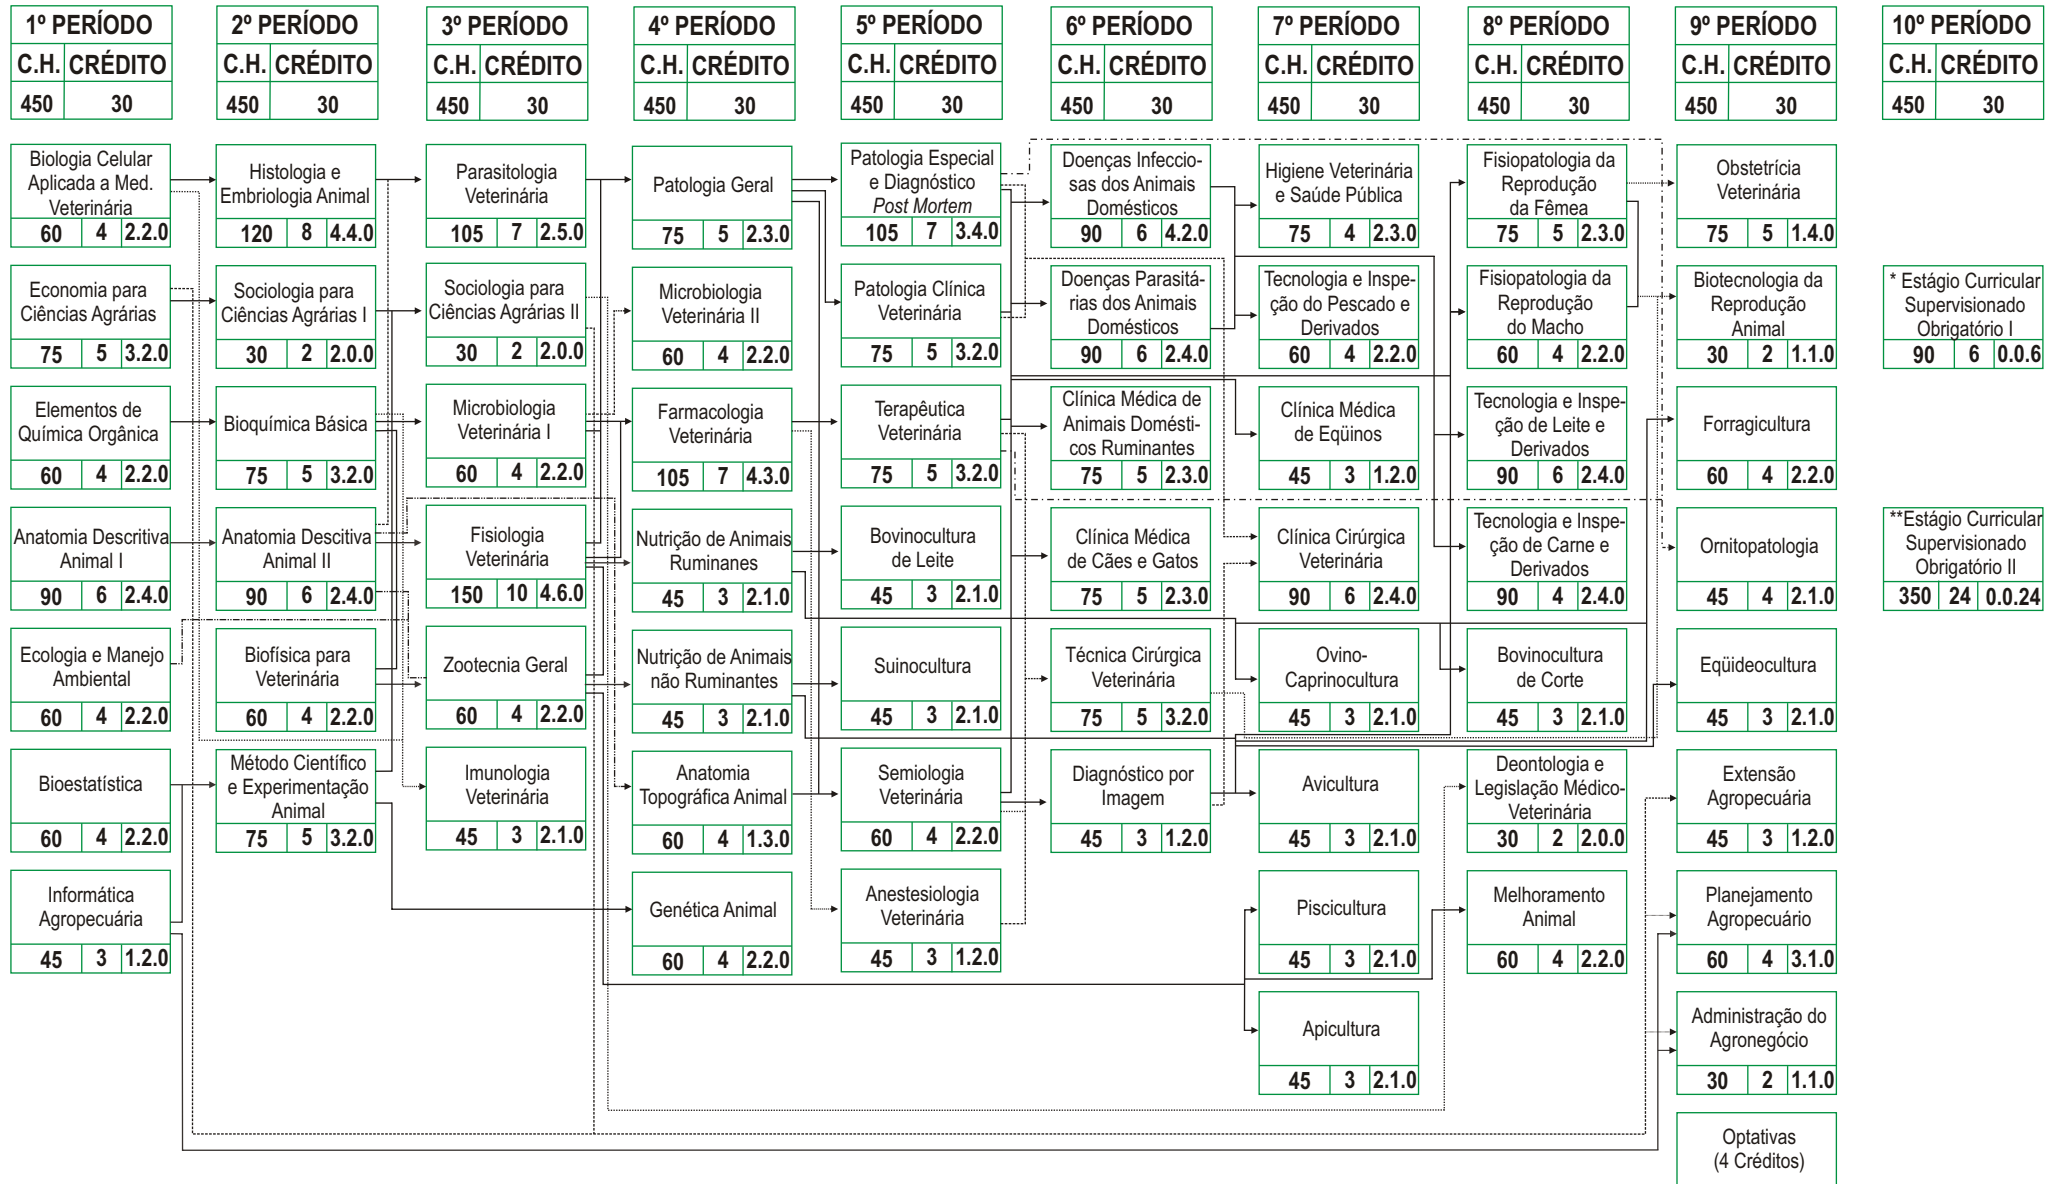 1º PERÍODO
C.H. CRÉDITO
450 30
Biologia Celular
Aplicada a Med.
Veterinária
60 4 2.2.0
Economia para
Ciências Agrárias
75 5 3.2.0
Elementos de
Química Orgânica
60 4 2.2.0
Anatomia Descritiva
Animal I
90 6 2.4.0
Ecologia e Manejo
Ambiental
60 4 2.2.0
Bioestatística
60 4 2.2.0
Informática
Agropecuária
45 3 1.2.0
2º PERÍODO
C.H. CRÉDITO
450 30
Histologia e
Embriologia Animal
120 8 4.4.0
Sociologia para
Ciências Agrárias I
30 2 2.0.0
Bioquímica Básica
75 5 3.2.0
Anatomia Descitiva
Animal II
90 6 2.4.0
Biofísica para
Veterinária
60 4 2.2.0
Método Científico
e Experimentação
Animal
75 5 3.2.0
3º PERÍODO
C.H. CRÉDITO
450 30
Parasitologia
Veterinária
105 7 2.5.0
Sociologia para
Ciências Agrárias II
30 2 2.0.0
Microbiologia
Veterinária I
60 4 2.2.0
Fisiologia
Veterinária
150 10 4.6.0
Zootecnia Geral
60 4 2.2.0
Imunologia
Veterinária
45 3 2.1.0
4º PERÍODO
C.H. CRÉDITO
450 30
Patologia Geral
75 5 2.3.0
Microbiologia
Veterinária II
60 4 2.2.0
Farmacologia
Veterinária
105 7 4.3.0
Nutrição de Animais
Ruminanes
45 3 2.1.0
Nutrição de Animais
não Ruminantes
45 3 2.1.0
Anatomia
Topográfica Animal
60 4 1.3.0
Genética Animal
60 4 2.2.0
5º PERÍODO
C.H. CRÉDITO
450 30
Patologia Especial
e Diagnóstico
Post Mortem
105 7 3.4.0
Patologia Clínica
Veterinária
75 5 3.2.0
Terapêutica
Veterinária
75 5 3.2.0
Bovinocultura
de Leite
45 3 2.1.0
Suinocultura
45 3 2.1.0
Semiologia
Veterinária
60 4 2.2.0
Anestesiologia
Veterinária
45 3 1.2.0
6º PERÍODO
C.H. CRÉDITO
450 30
Doenças Infeccio-
sas dos Animais
Domésticos
90 6 4.2.0
Doenças Parasitá-
rias dos Animais
Domésticos
90 6 2.4.0
Clínica Médica de
Animais Domésti-
cos Ruminantes
75 5 2.3.0
Clínica Médica
de Cães e Gatos
75 5 2.3.0
Técnica Cirúrgica
Veterinária
75 5 3.2.0
Diagnóstico por
Imagem
45 3 1.2.0
7º PERÍODO
C.H. CRÉDITO
450 30
Higiene Veterinária
e Saúde Pública
75 4 2.3.0
Tecnologia e Inspe-
ção do Pescado e
Derivados
60 4 2.2.0
Clínica Médica
de Eqüinos
45 3 1.2.0
Clínica Cirúrgica
Veterinária
90 6 2.4.0
Ovino-
Caprinocultura
45 3 2.1.0
Avicultura
45 3 2.1.0
Piscicultura
45 3 2.1.0
Apicultura
45 3 2.1.0
8º PERÍODO
C.H. CRÉDITO
450 30
Fisiopatologia da
Reprodução
da Fêmea
75 5 2.3.0
Fisiopatologia da
Reprodução
do Macho
60 4 2.2.0
Tecnologia e Inspe-
ção de Leite e
Derivados
90 6 2.4.0
Tecnologia e Inspe-
ção de Carne e
Derivados
90 4 2.4.0
Bovinocultura
de Corte
45 3 2.1.0
Deontologia e
Legislação Médico-
Veterinária
30 2 2.0.0
Melhoramento
Animal
60 4 2.2.0
9º PERÍODO
C.H. CRÉDITO
450 30
Obstetrícia
Veterinária
75 5 1.4.0
Biotecnologia da
Reprodução
Animal
30 2 1.1.0
Forragicultura
60 4 2.2.0
Ornitopatologia
45 4 2.1.0
Eqüideocultura
45 3 2.1.0
Extensão
Agropecuária
45 3 1.2.0
Planejamento
Agropecuário
60 4 3.1.0
Administração do
Agronegócio
30 2 1.1.0
Optativas
(4 Créditos)
10º PERÍODO
C.H. CRÉDITO
450 30
* Estágio Curricular
Supervisionado
Obrigatório I
90 6 0.0.6
**Estágio Curricular
Supervisionado
Obrigatório II
350 24 0.0.24